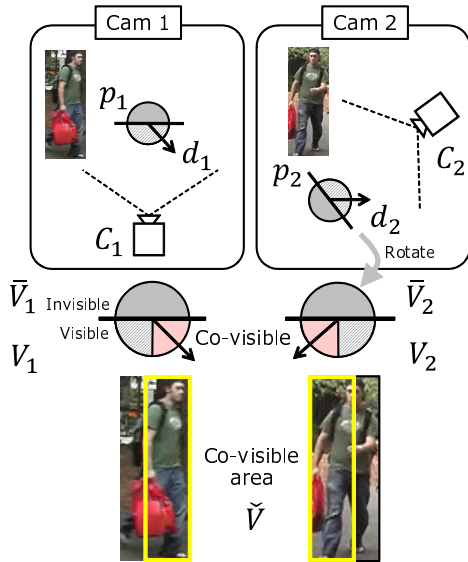 Cam 1
Cam 2
p₁
d₁
C₁
C₂
p₂
d₂
Rotate
V̄₁
Invisible
V̄₂
Visible
Co-visible
V₁
V₂
Co-visible
area
V̌